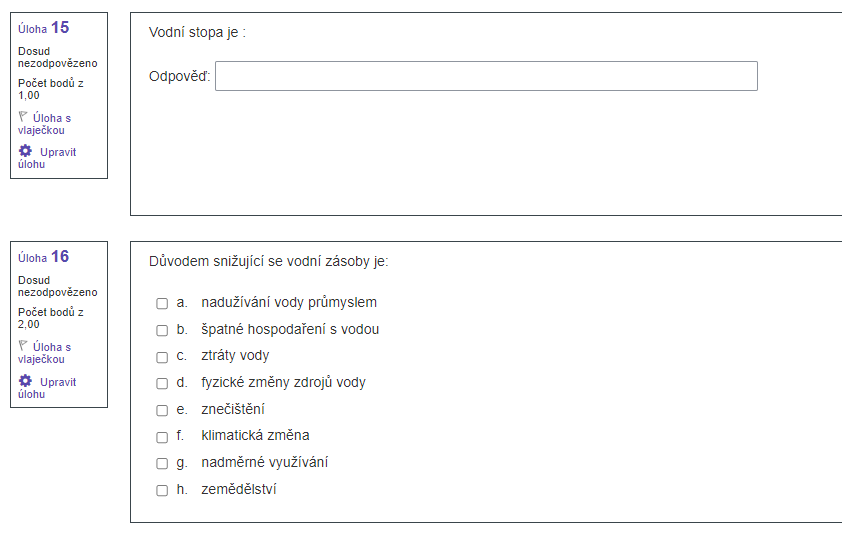 Úloha 15
Dosud
nezodpovězeno
Počet bodů z
1,00
Úloha s
vlaječkou
Upravit
úlohu
Vodní stopa je :
Odpověď:
Úloha 16
Dosud
nezodpovězeno
Počet bodů z
2,00
Úloha s
vlaječkou
Upravit
úlohu
Důvodem snižující se vodní zásoby je:
a. nadužívání vody průmyslem
b. špatné hospodaření s vodou
c. ztráty vody
d. fyzické změny zdrojů vody
e. znečištění
f. klimatická změna
g. nadměrné využívání
h. zemědělství